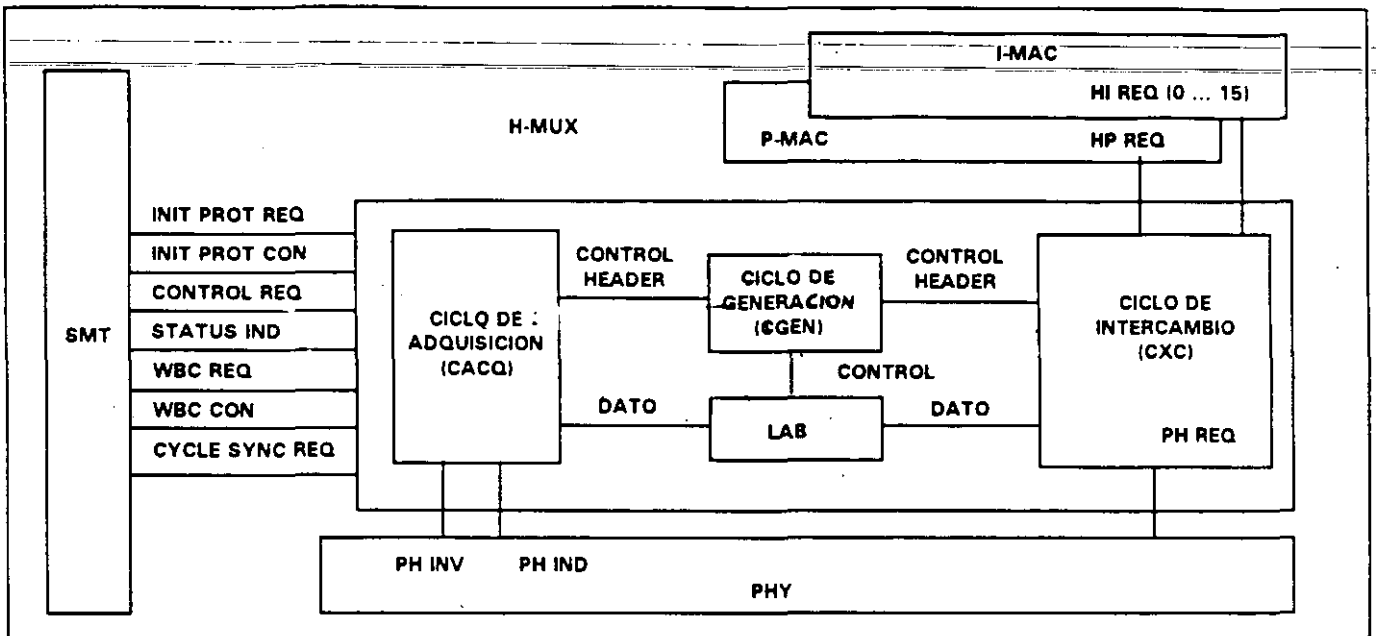 I-MAC
HI REQ (0 ... 15)
H-MUX
P-MAC
HP REQ
SMT
INIT PROT REQ
INIT PROT CON
CONTROL REQ
STATUS IND
WBC REQ
WBC CON
CYCLE SYNC REQ
CICLO DE
ADQUISICION
(CACQ)
CONTROL
HEADER
DATO
CICLO DE
GENERACION
(CGEN)
CONTROL
LAB
CONTROL
HEADER
DATO
CICLO DE
INTERCAMBIO
(CXC)
PH REQ
PH INV
PH IND
PHY